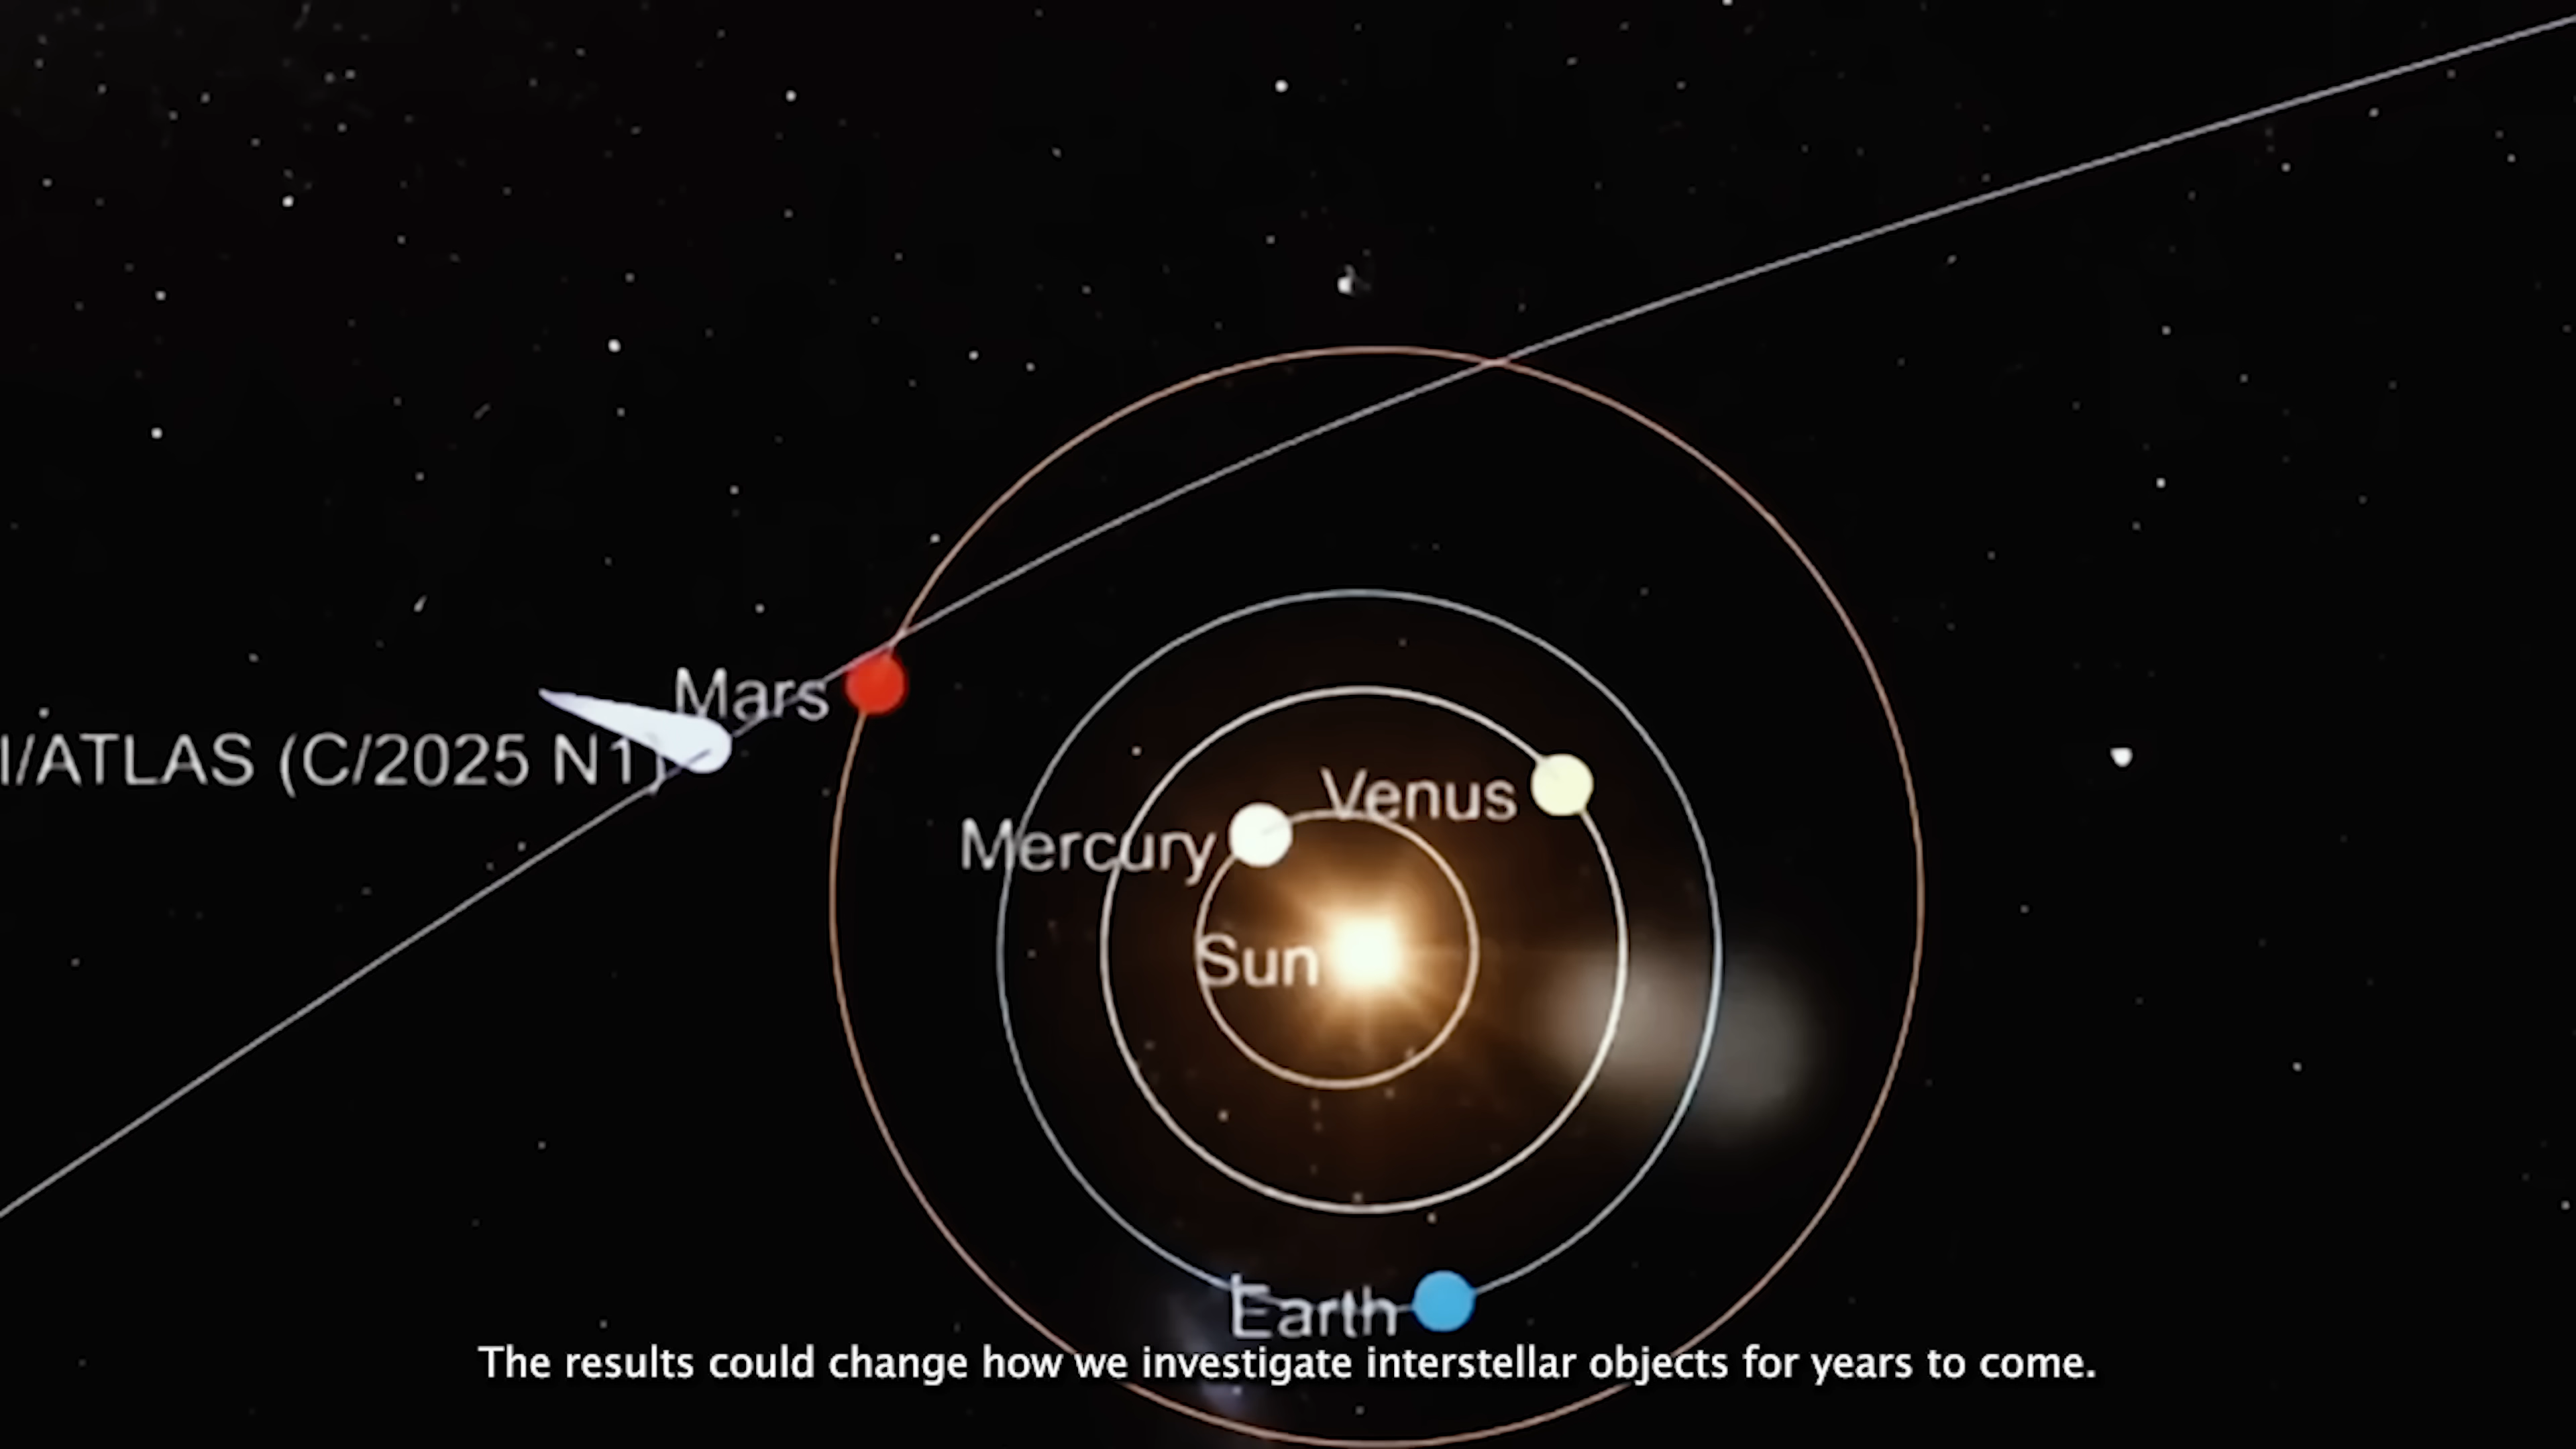 Mars
I/ATLAS (C/2025 N1)
Venus
Mercury
Sun
Earth
The results could change how we investigate interstellar objects for years to come.